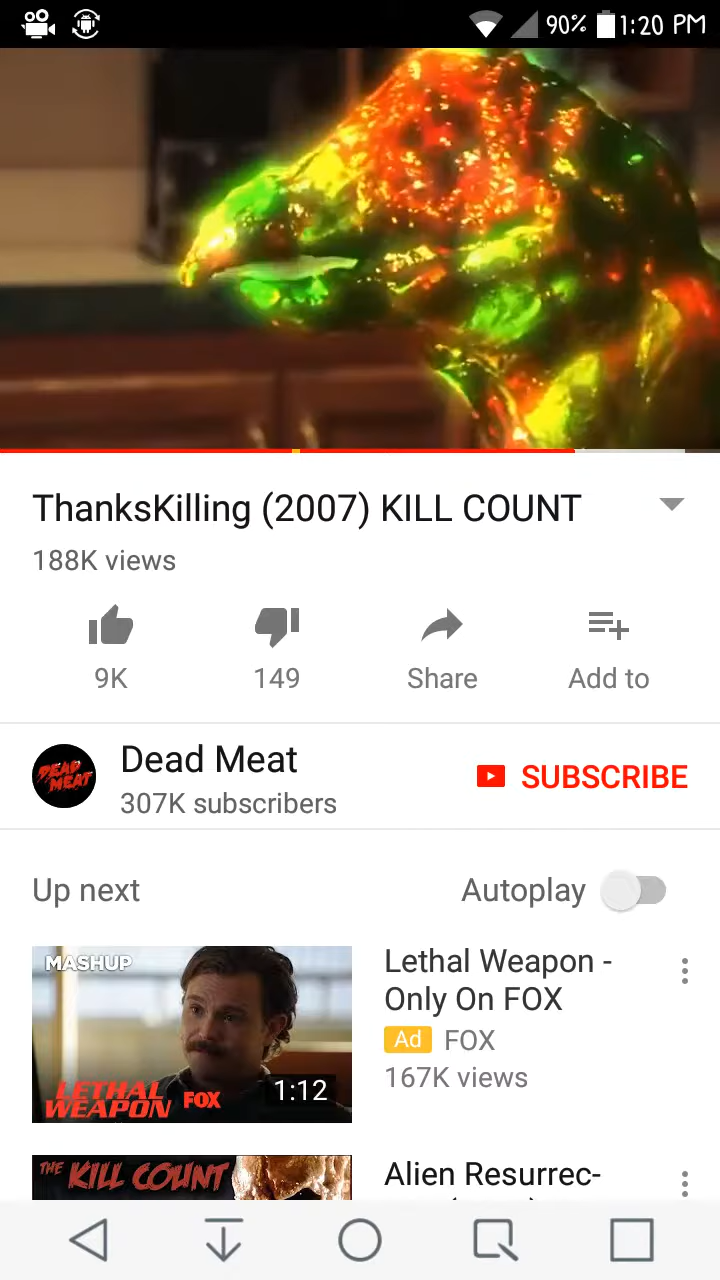 90% 1:20 PM
ThanksKilling (2007) KILL COUNT
188K views
9K
149
Share
Add to
DEAD MEAT
Dead Meat
307K subscribers
SUBSCRIBE
Up next
Autoplay
MASHUP
LETHAL
WEAPON FOX
1:12
Lethal Weapon -
Only On FOX
Ad FOX
167K views
THE KILL COUNT
Alien Resurrec-